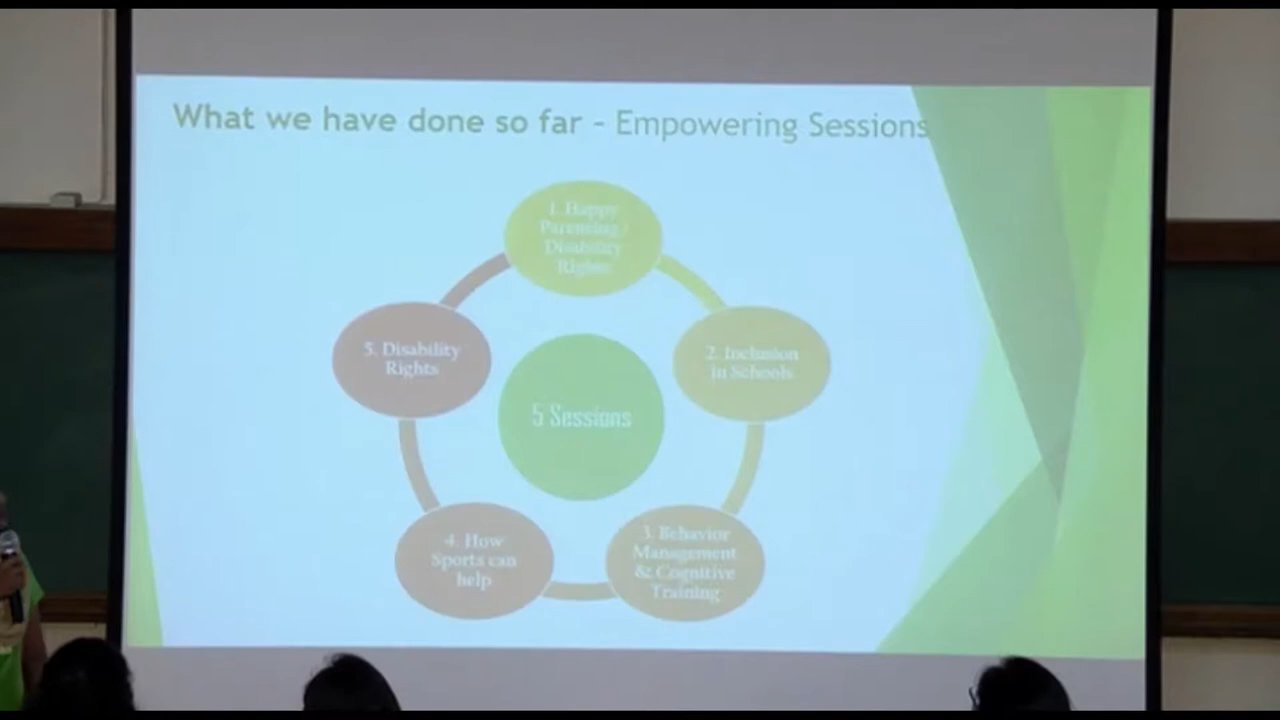 What we have done so far – Empowering Sessions
1. Happy
Parenting /
Disability
Rights
2. Inclusion
in Schools
3. Behavior
Management
& Cognitive
Training
4. How
Sports can
help
5. Disability
Rights
5 Sessions